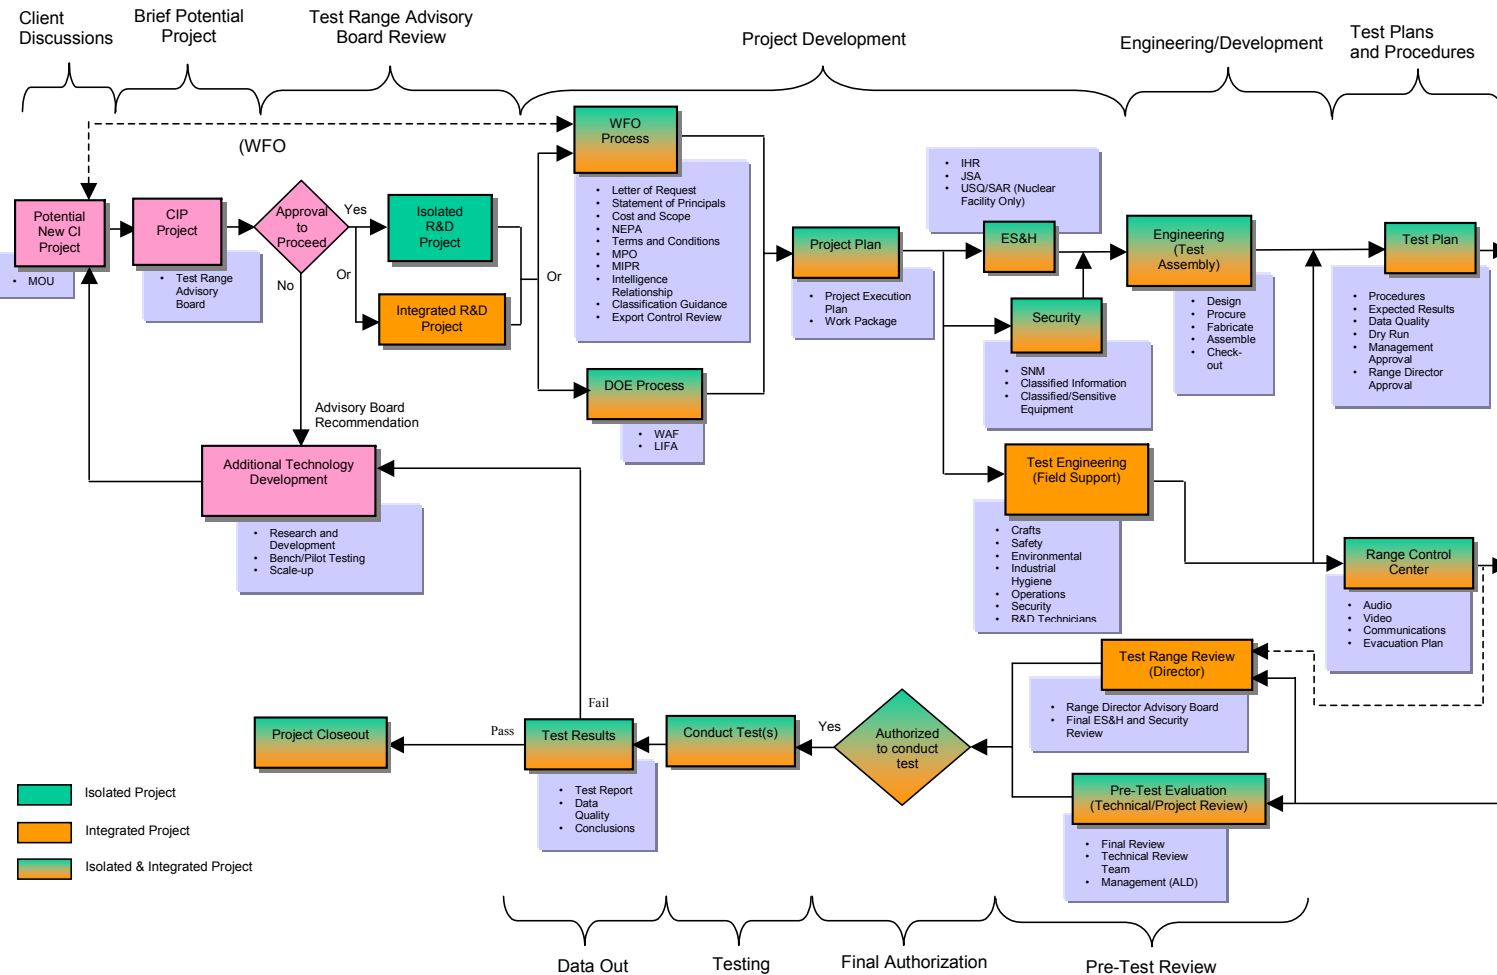 Client
Discussions
Brief Potential
Project
Test Range Advisory
Board Review
Project Development
Engineering/Development
Test Plans
and Procedures
(WFO
Potential
New CI
Project
• MOU
CIP
Project
• Test Range
Advisory
Board
Approval
to
Proceed
Yes
Or
No
Isolated
R&D
Project
Integrated R&D
Project
Or
WFO
Process
• Letter of Request
• Statement of Principals
• Cost and Scope
• NEPA
• Terms and Conditions
• MPO
• MIPR
• Intelligence
Relationship
• Classification Guidance
• Export Control Review
DOE Process
• WAF
• LIFA
Project Plan
• Project Execution
Plan
• Work Package
• IHR
• JSA
• USQ/SAR (Nuclear
Facility Only)
ES&H
Security
• SNM
• Classified Information
• Classified/Sensitive
Equipment
Engineering
(Test
Assembly)
• Design
• Procure
• Fabricate
• Assemble
• Check-
out
Test Plan
• Procedures
• Expected Results
• Data Quality
• Dry Run
• Management
Approval
• Range Director
Approval
Advisory Board
Recommendation
Additional Technology
Development
• Research and
Development
• Bench/Pilot Testing
• Scale-up
Test Engineering
(Field Support)
• Crafts
• Safety
• Environmental
• Industrial
Hygiene
• Operations
• Security
• R&D Technicians
Range Control
Center
• Audio
• Video
• Communications
• Evacuation Plan
Test Range Review
(Director)
• Range Director Advisory Board
• Final ES&H and Security
Review
Pre-Test Evaluation
(Technical/Project Review)
• Final Review
• Technical Review
Team
• Management (ALD)
Authorized
to conduct
test
Yes
Conduct Test(s)
Test Results
• Test Report
• Data
Quality
• Conclusions
Fail
Pass
Project Closeout
Isolated Project
Integrated Project
Isolated & Integrated Project
Data Out
Testing
Final Authorization
Pre-Test Review